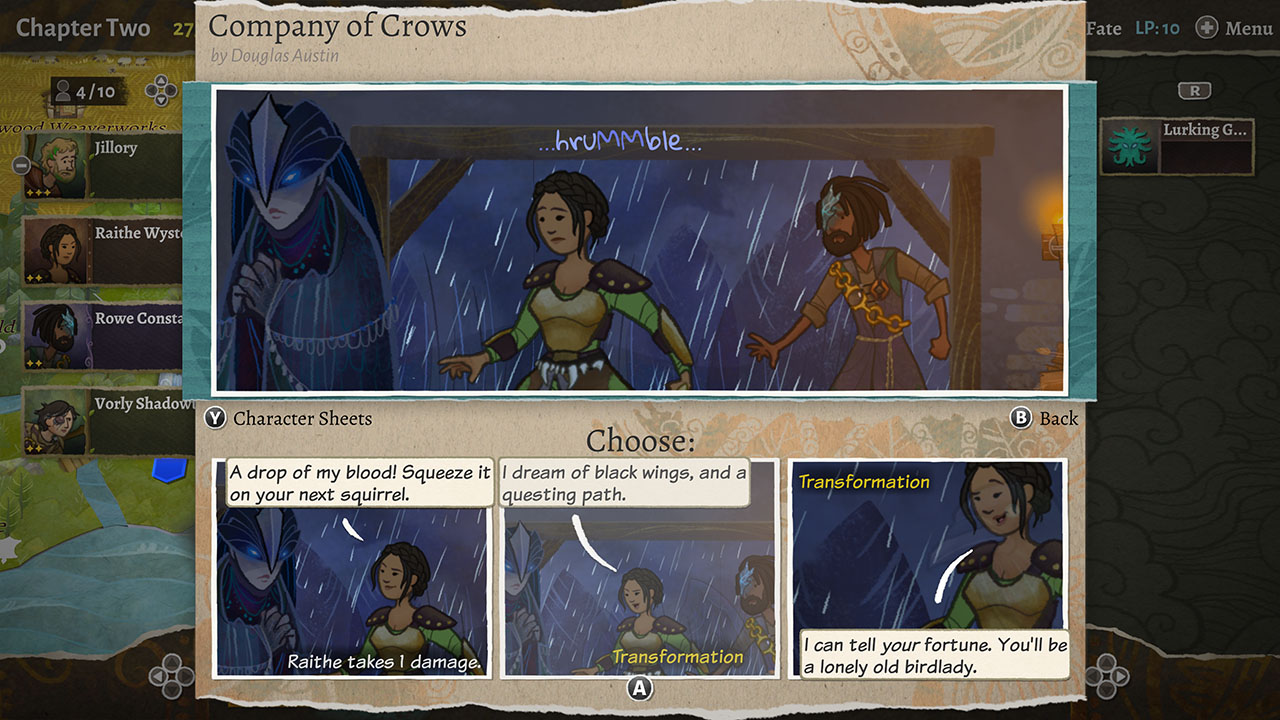 Chapter Two 27
Company of Crows
by Douglas Austin
Fate LP: 10 Menu
4/10
wood Weaverworks
Jillory
Raithe Wyst
Rowe Consta
Vorly Shadow
R
Lurking G...
...hruMMble...
Y Character Sheets
B Back
Choose:
A drop of my blood! Squeeze it
on your next squirrel.
Raithe takes 1 damage.
I dream of black wings, and a
questing path.
Transformation
A
Transformation
I can tell your fortune. You'll be
a lonely old birdlady.